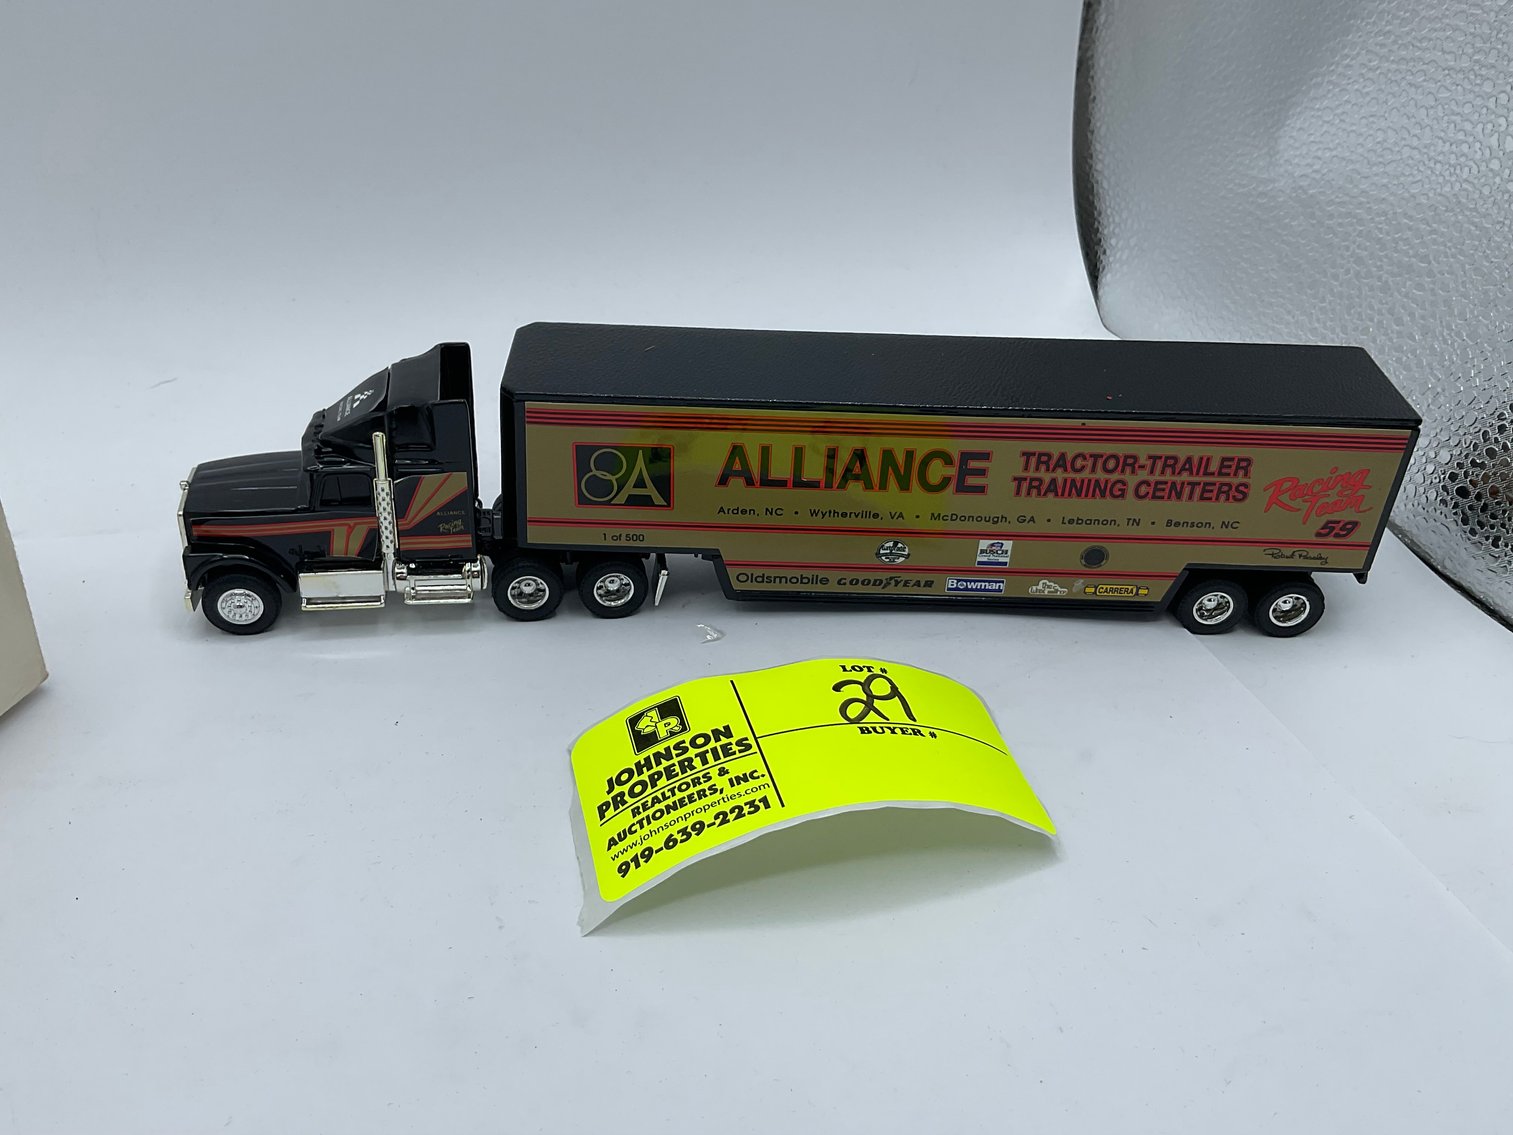 8A
ALLIANCE
TRACTOR-TRAILER
TRAINING CENTERS
Racing
Team
59
Arden, NC • Wytherville, VA • McDonough, GA • Lebanon, TN • Benson, NC
1 of 500
BUSCH
Oldsmobile GOODYEAR Bowman CARRERA
ALLIANCE
Racing
Team
LOT #
29
BUYER #
JOHNSON
PROPERTIES
REALTORS &
AUCTIONEERS, INC.
www.johnsonproperties.com
919-639-2231